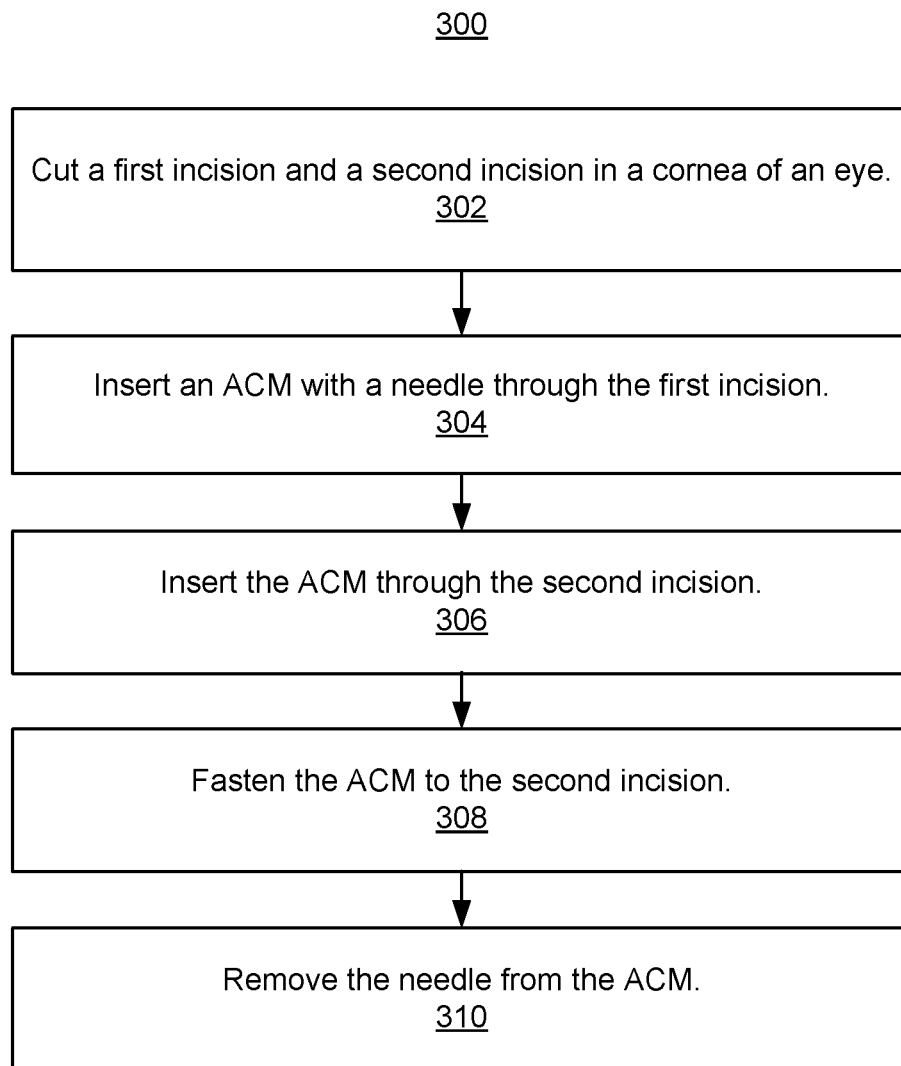 300
Cut a first incision and a second incision in a cornea of an eye.
302
Insert an ACM with a needle through the first incision.
304
Insert the ACM through the second incision.
306
Fasten the ACM to the second incision.
308
Remove the needle from the ACM.
310